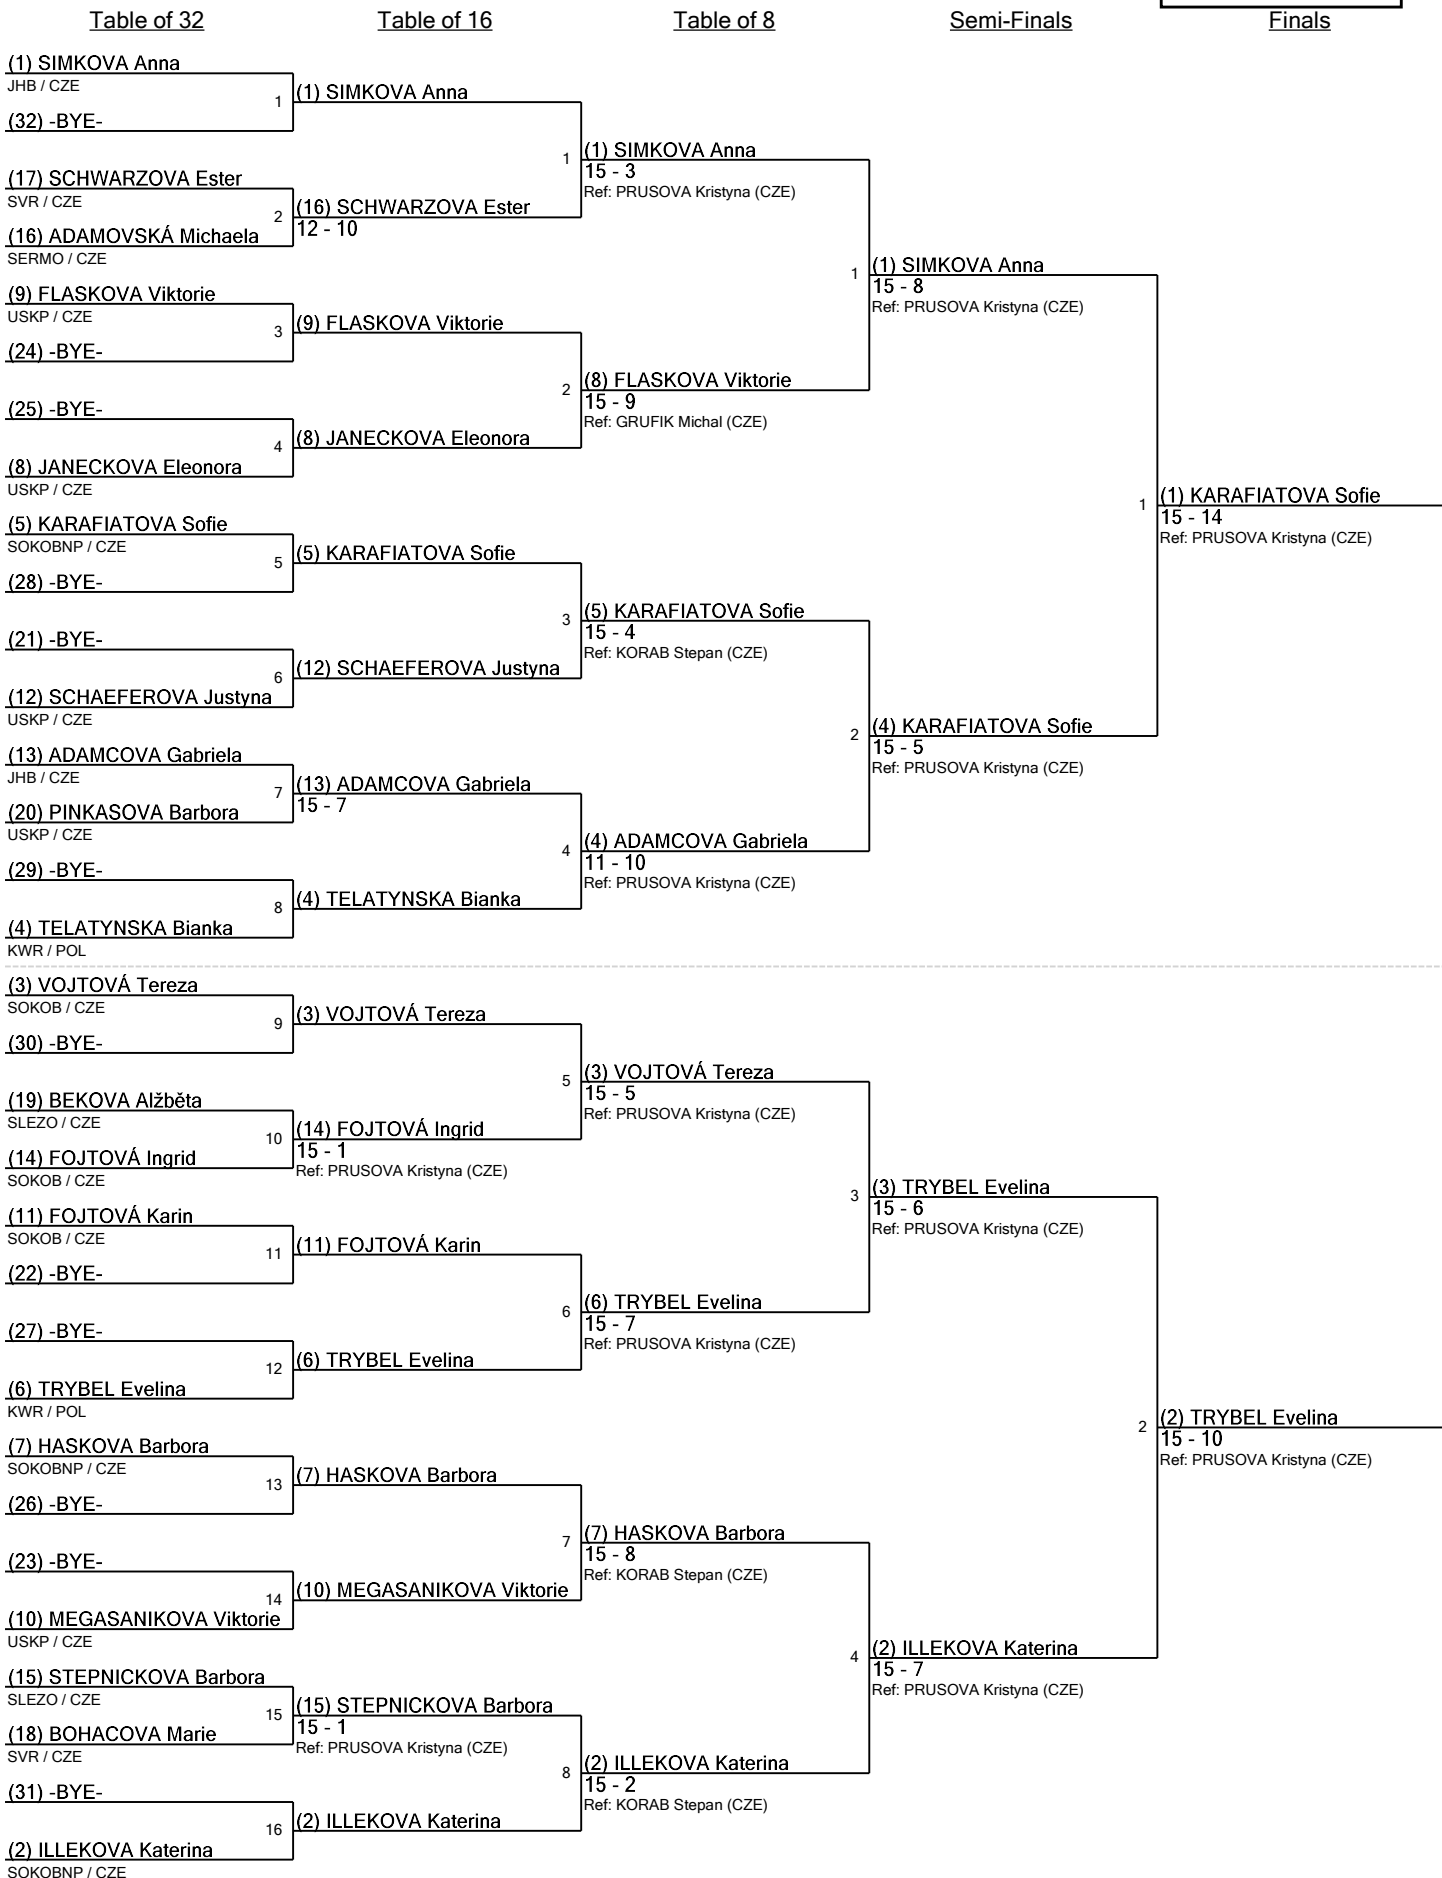 Table of 32
Table of 16
Table of 8
Semi-Finals
Finals
(1) SIMKOVA Anna
JHB / CZE
(32) -BYE-
(17) SCHWARZOVA Ester
SVR / CZE
(16) ADAMOVSKÁ Michaela
SERMO / CZE
(9) FLASKOVA Viktorie
USKP / CZE
(24) -BYE-
(25) -BYE-
(8) JANECKOVA Eleonora
USKP / CZE
(5) KARAFIATOVA Sofie
SOKOBNP / CZE
(28) -BYE-
(21) -BYE-
(12) SCHAEFEROVA Justyna
USKP / CZE
(13) ADAMCOVA Gabriela
JHB / CZE
(20) PINKASOVA Barbora
USKP / CZE
(29) -BYE-
(4) TELATYNSKA Bianka
KWR / POL
(3) VOJTOVÁ Tereza
SOKOB / CZE
(30) -BYE-
(19) BEKOVA Alžběta
SLEZO / CZE
(14) FOJTOVÁ Ingrid
SOKOB / CZE
(11) FOJTOVÁ Karin
SOKOB / CZE
(22) -BYE-
(27) -BYE-
(6) TRYBEL Evelina
KWR / POL
(7) HASKOVA Barbora
SOKOBNP / CZE
(26) -BYE-
(23) -BYE-
(10) MEGASANIKOVA Viktorie
USKP / CZE
(15) STEPNICKOVA Barbora
SLEZO / CZE
(18) BOHACOVA Marie
SVR / CZE
(31) -BYE-
(2) ILLEKOVA Katerina
SOKOBNP / CZE
1
(1) SIMKOVA Anna
2
(16) SCHWARZOVA Ester
12 - 10
3
(9) FLASKOVA Viktorie
4
(8) JANECKOVA Eleonora
5
(5) KARAFIATOVA Sofie
6
(12) SCHAEFEROVA Justyna
7
(13) ADAMCOVA Gabriela
15 - 7
8
(4) TELATYNSKA Bianka
9
(3) VOJTOVÁ Tereza
10
(14) FOJTOVÁ Ingrid
15 - 1
Ref: PRUSOVA Kristyna (CZE)
11
(11) FOJTOVÁ Karin
12
(6) TRYBEL Evelina
13
(7) HASKOVA Barbora
14
(10) MEGASANIKOVA Viktorie
15
(15) STEPNICKOVA Barbora
15 - 1
Ref: PRUSOVA Kristyna (CZE)
16
(2) ILLEKOVA Katerina
1
(1) SIMKOVA Anna
15 - 3
Ref: PRUSOVA Kristyna (CZE)
2
(8) FLASKOVA Viktorie
15 - 9
Ref: GRUFIK Michal (CZE)
3
(5) KARAFIATOVA Sofie
15 - 4
Ref: KORAB Stepan (CZE)
4
(4) ADAMCOVA Gabriela
11 - 10
Ref: PRUSOVA Kristyna (CZE)
5
(3) VOJTOVÁ Tereza
15 - 5
Ref: PRUSOVA Kristyna (CZE)
6
(6) TRYBEL Evelina
15 - 7
Ref: PRUSOVA Kristyna (CZE)
7
(7) HASKOVA Barbora
15 - 8
Ref: KORAB Stepan (CZE)
8
(2) ILLEKOVA Katerina
15 - 2
Ref: KORAB Stepan (CZE)
1
(1) SIMKOVA Anna
15 - 8
Ref: PRUSOVA Kristyna (CZE)
2
(4) KARAFIATOVA Sofie
15 - 5
Ref: PRUSOVA Kristyna (CZE)
3
(3) TRYBEL Evelina
15 - 6
Ref: PRUSOVA Kristyna (CZE)
4
(2) ILLEKOVA Katerina
15 - 7
Ref: PRUSOVA Kristyna (CZE)
1
(1) KARAFIATOVA Sofie
15 - 14
Ref: PRUSOVA Kristyna (CZE)
2
(2) TRYBEL Evelina
15 - 10
Ref: PRUSOVA Kristyna (CZE)